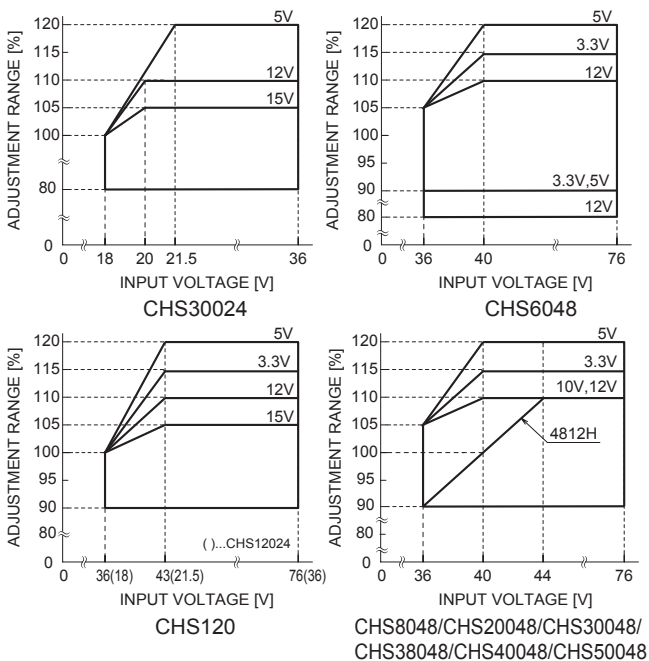 ADJUSTMENT RANGE [%]
120
115
110
105
100
80
0
5V
12V
15V
0 18 20 21.5 36
INPUT VOLTAGE [V]
CHS30024
ADJUSTMENT RANGE [%]
120
115
110
105
100
95
90
80
0
5V
3.3V
12V
3.3V,5V
12V
0 36 40 76
INPUT VOLTAGE [V]
CHS6048
ADJUSTMENT RANGE [%]
120
115
110
105
100
95
90
80
0
5V
3.3V
12V
15V
( )...CHS12024
0 36(18) 43(21.5) 76(36)
INPUT VOLTAGE [V]
CHS120
ADJUSTMENT RANGE [%]
120
115
110
105
100
95
90
80
0
5V
3.3V
10V,12V
4812H
0 36 40 44 76
INPUT VOLTAGE [V]
CHS8048/CHS20048/CHS30048/
CHS38048/CHS40048/CHS50048